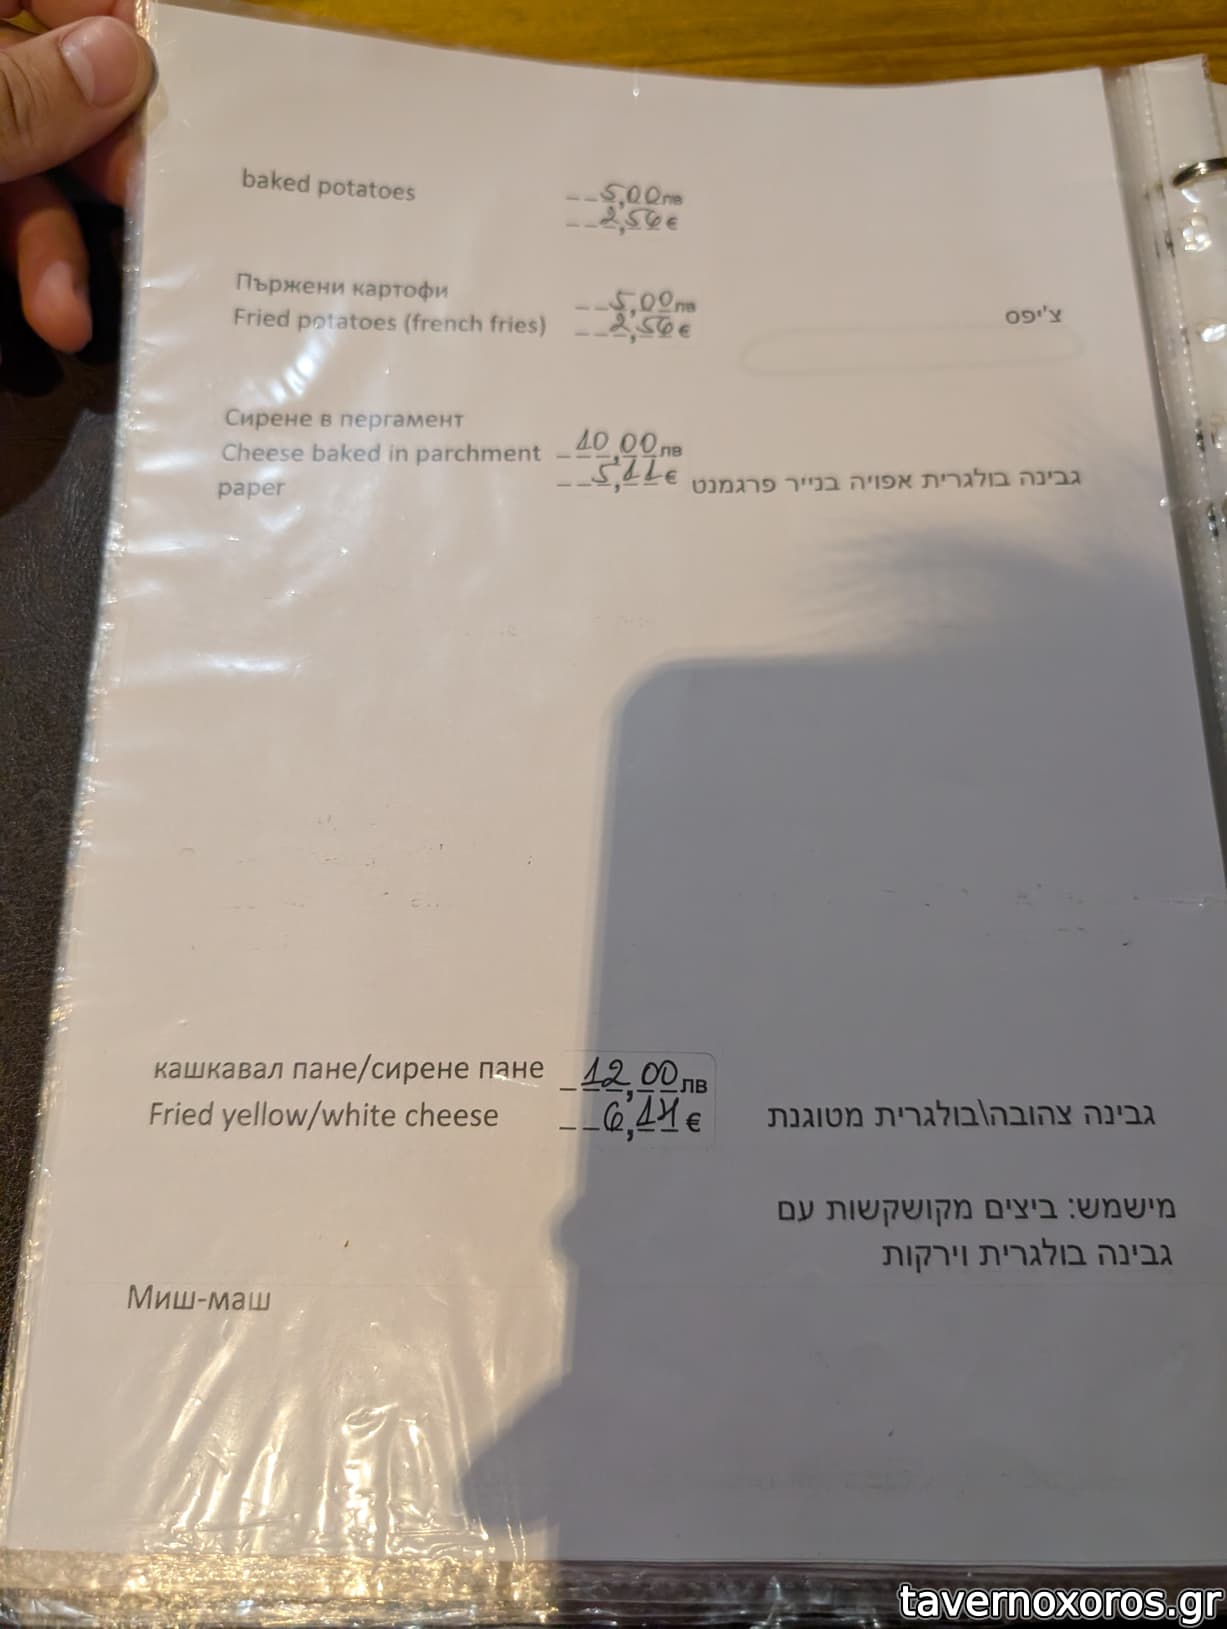 baked potatoes
5,00лв
2,56€
Пържени картофи
Fried potatoes (french fries)
5,00лв
2,56€
צ'יפס
Сирене в пергамент
Cheese baked in parchment
paper
10,00лв
5,11€
גבינה בולגרית אפויה בנייר פרגמנט
кашкавал пане/сирене пане
Fried yellow/white cheese
12,00лв
6,14€
גבינה צהובה\בולגרית מטוגנת
מישמש: ביצים מקושקשות עם
גבינה בולגרית וירקות
Миш-маш
tavernoxoros.gr